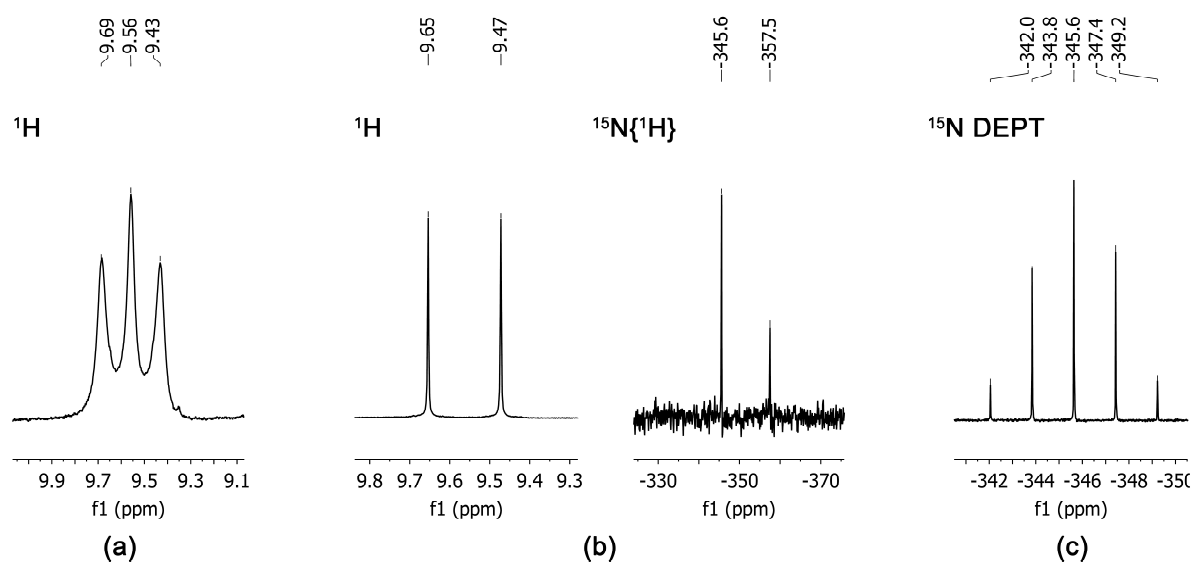 9.69
9.56
9.43
9.65
9.47
-345.6
-357.5
-342.0
-343.8
-345.6
-347.4
-349.2
¹H
¹H
¹⁵N{¹H}
¹⁵N DEPT
9.9 9.7 9.5 9.3 9.1
9.8 9.7 9.6 9.5 9.4 9.3
-330 -350 -370
-342 -344 -346 -348 -350
f1 (ppm)
f1 (ppm)
f1 (ppm)
f1 (ppm)
(a)
(b)
(c)